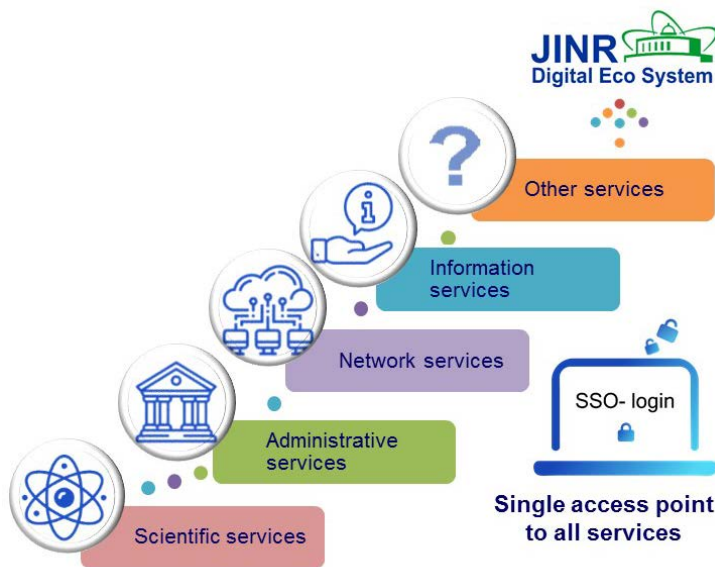 JINR
Digital Eco System
?
Other services
i
Information
services
Network services
SSO- login
Administrative
services
Single access point
to all services
Scientific services